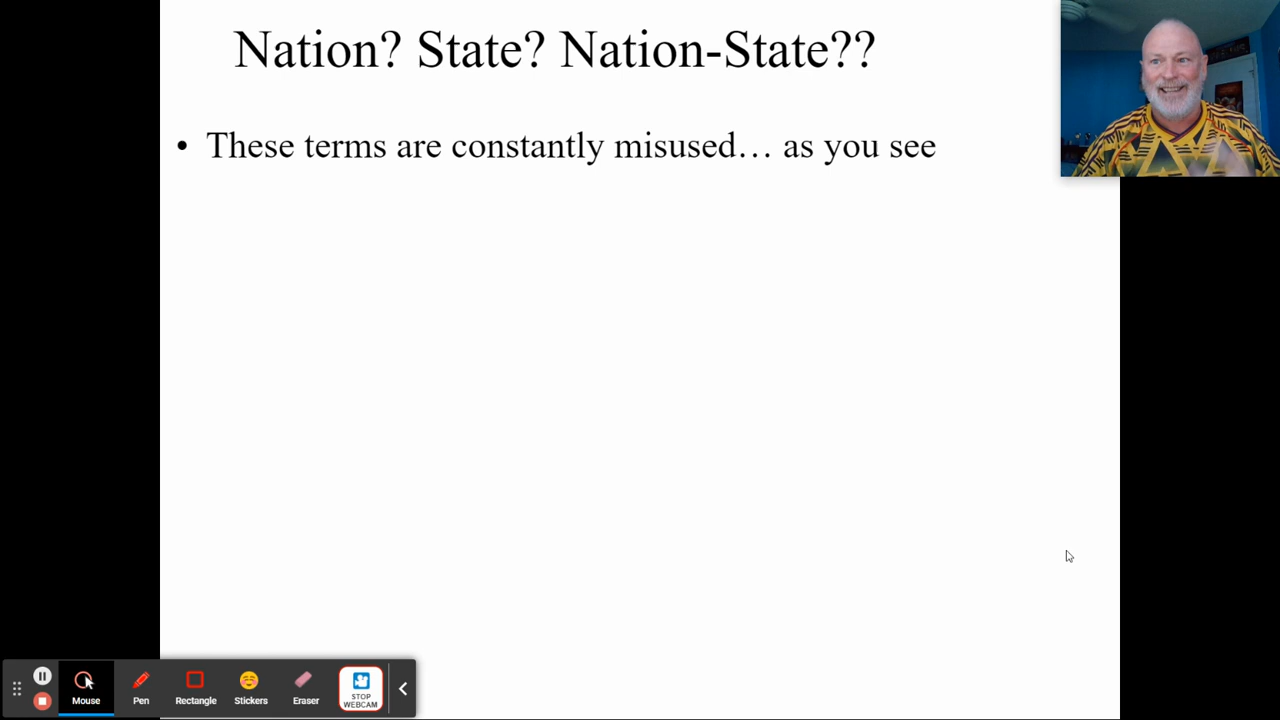 Nation? State? Nation-State??
• These terms are constantly misused… as you see
Mouse
Pen
Rectangle
Stickers
Eraser
STOP
WEBCAM